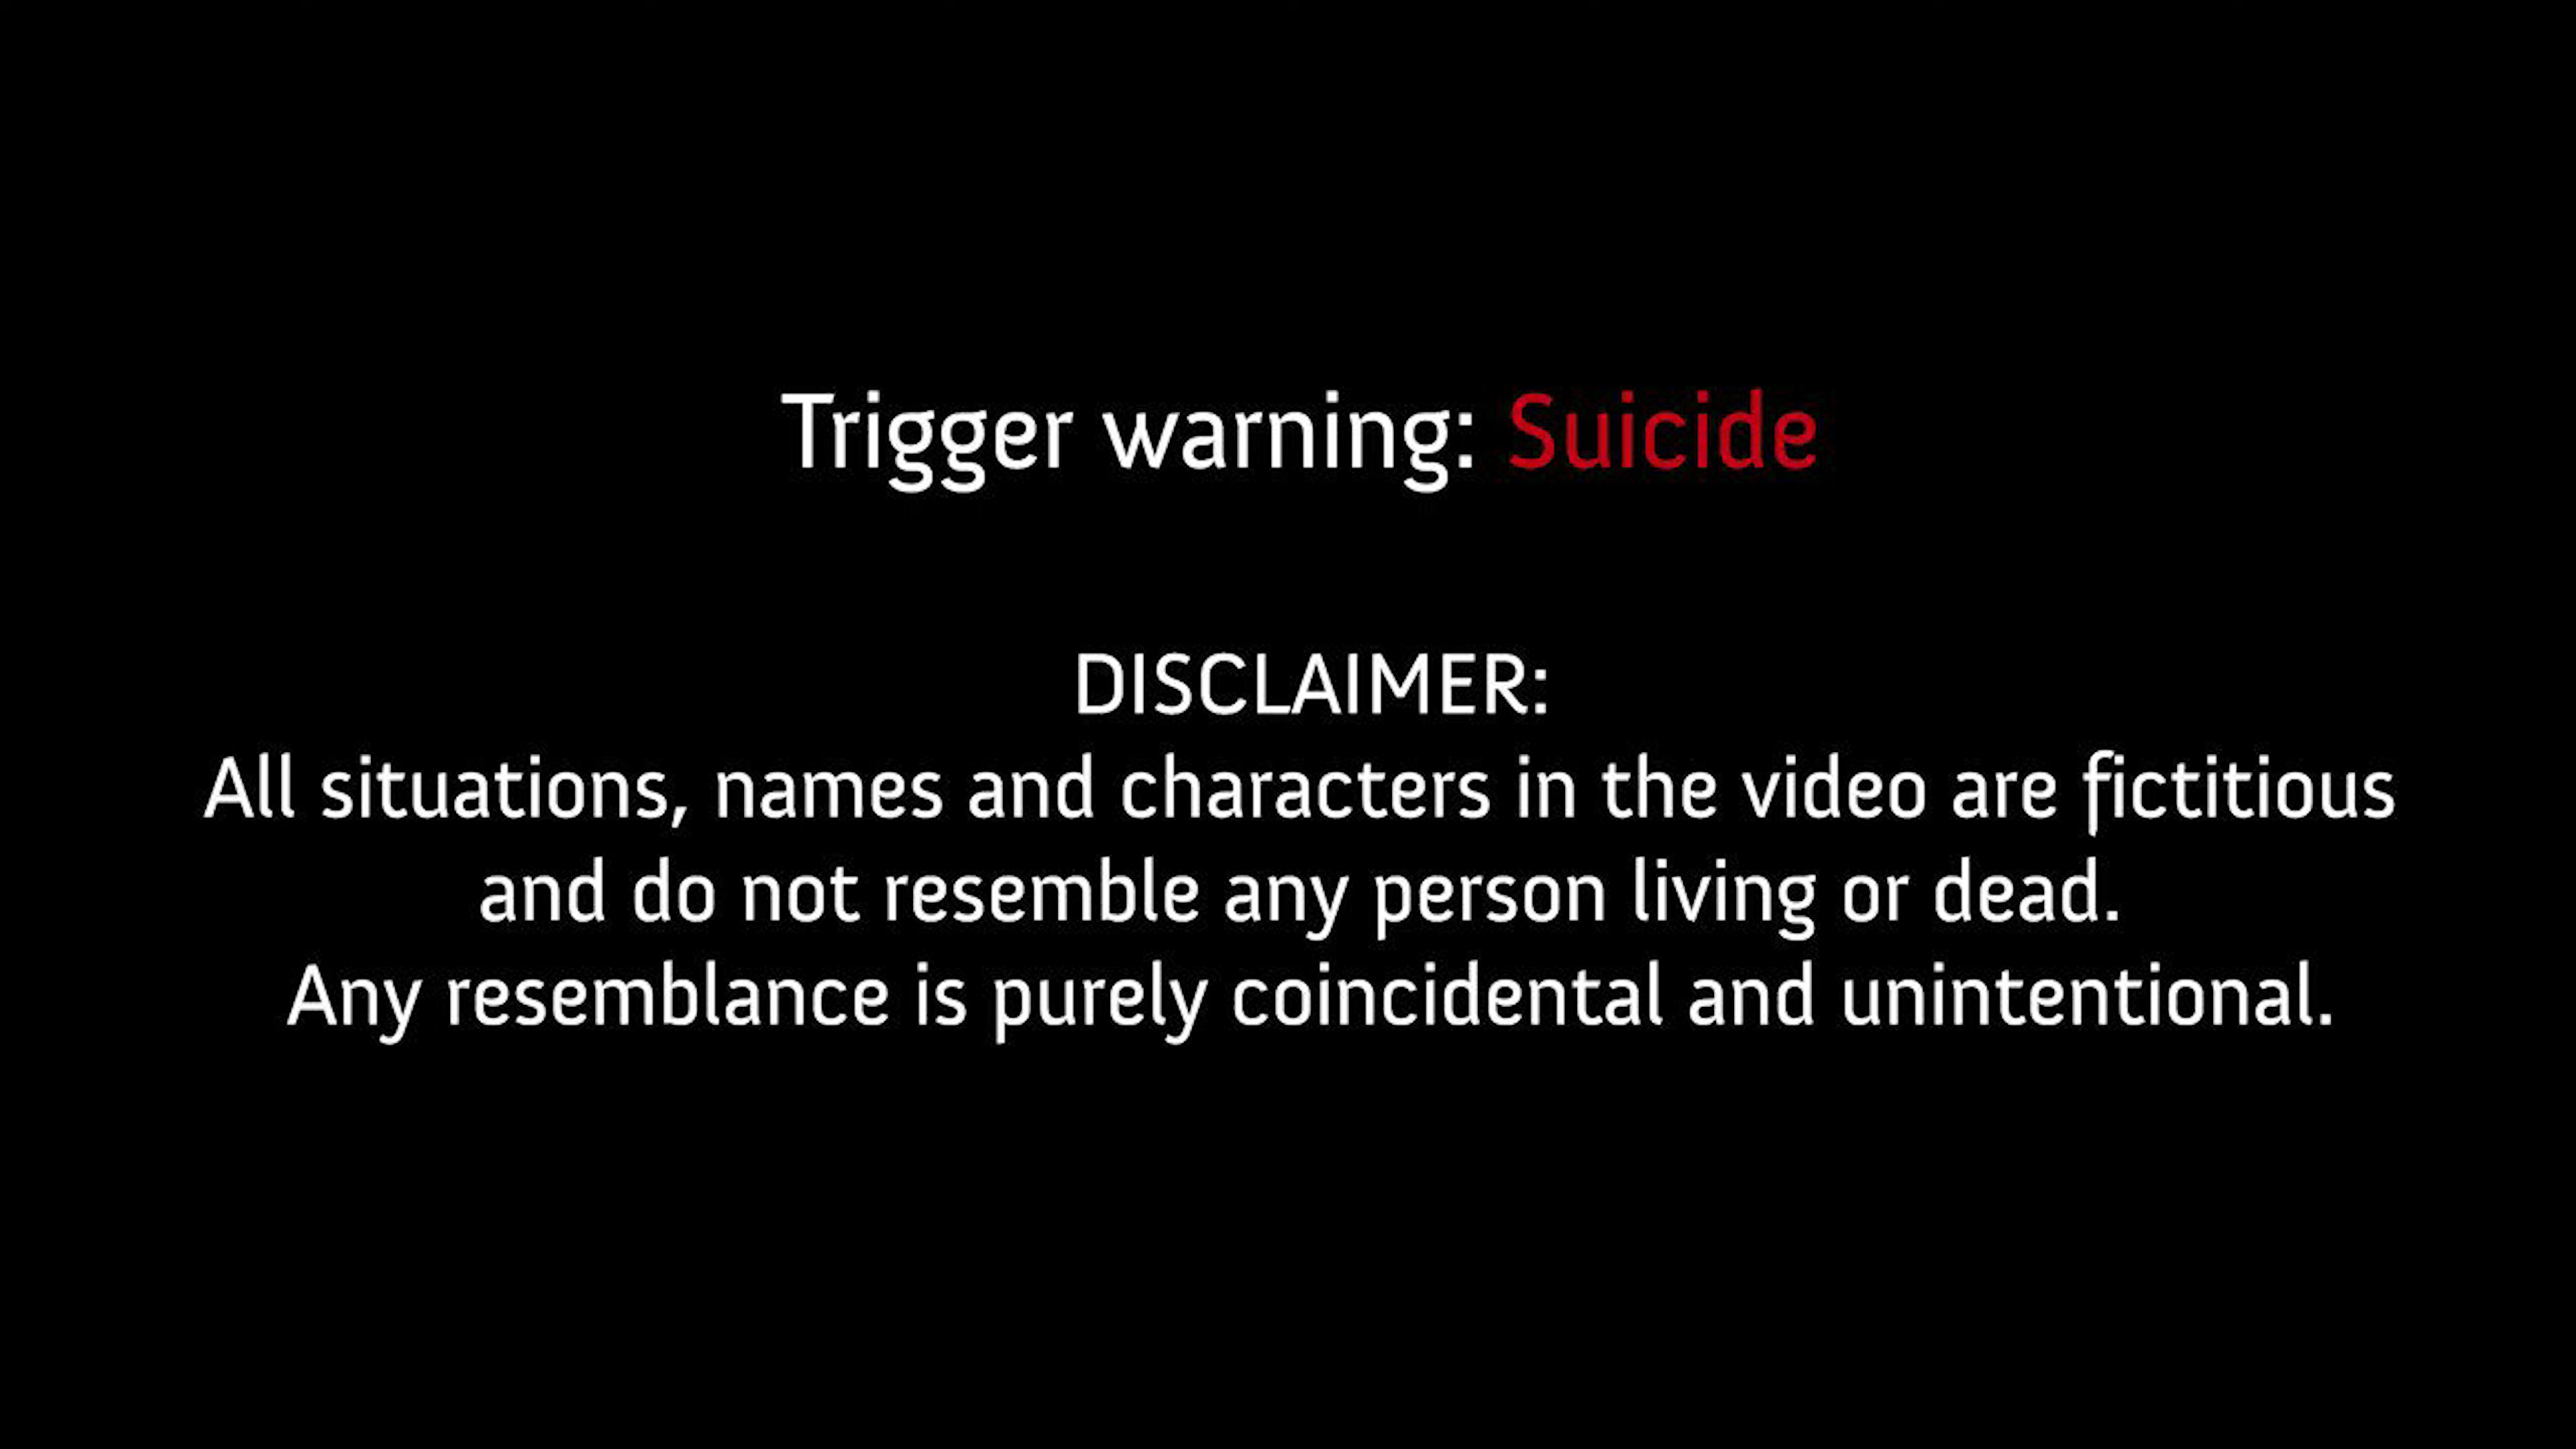 Trigger warning: Suicide
DISCLAIMER:
All situations, names and characters in the video are fictitious
and do not resemble any person living or dead.
Any resemblance is purely coincidental and unintentional.